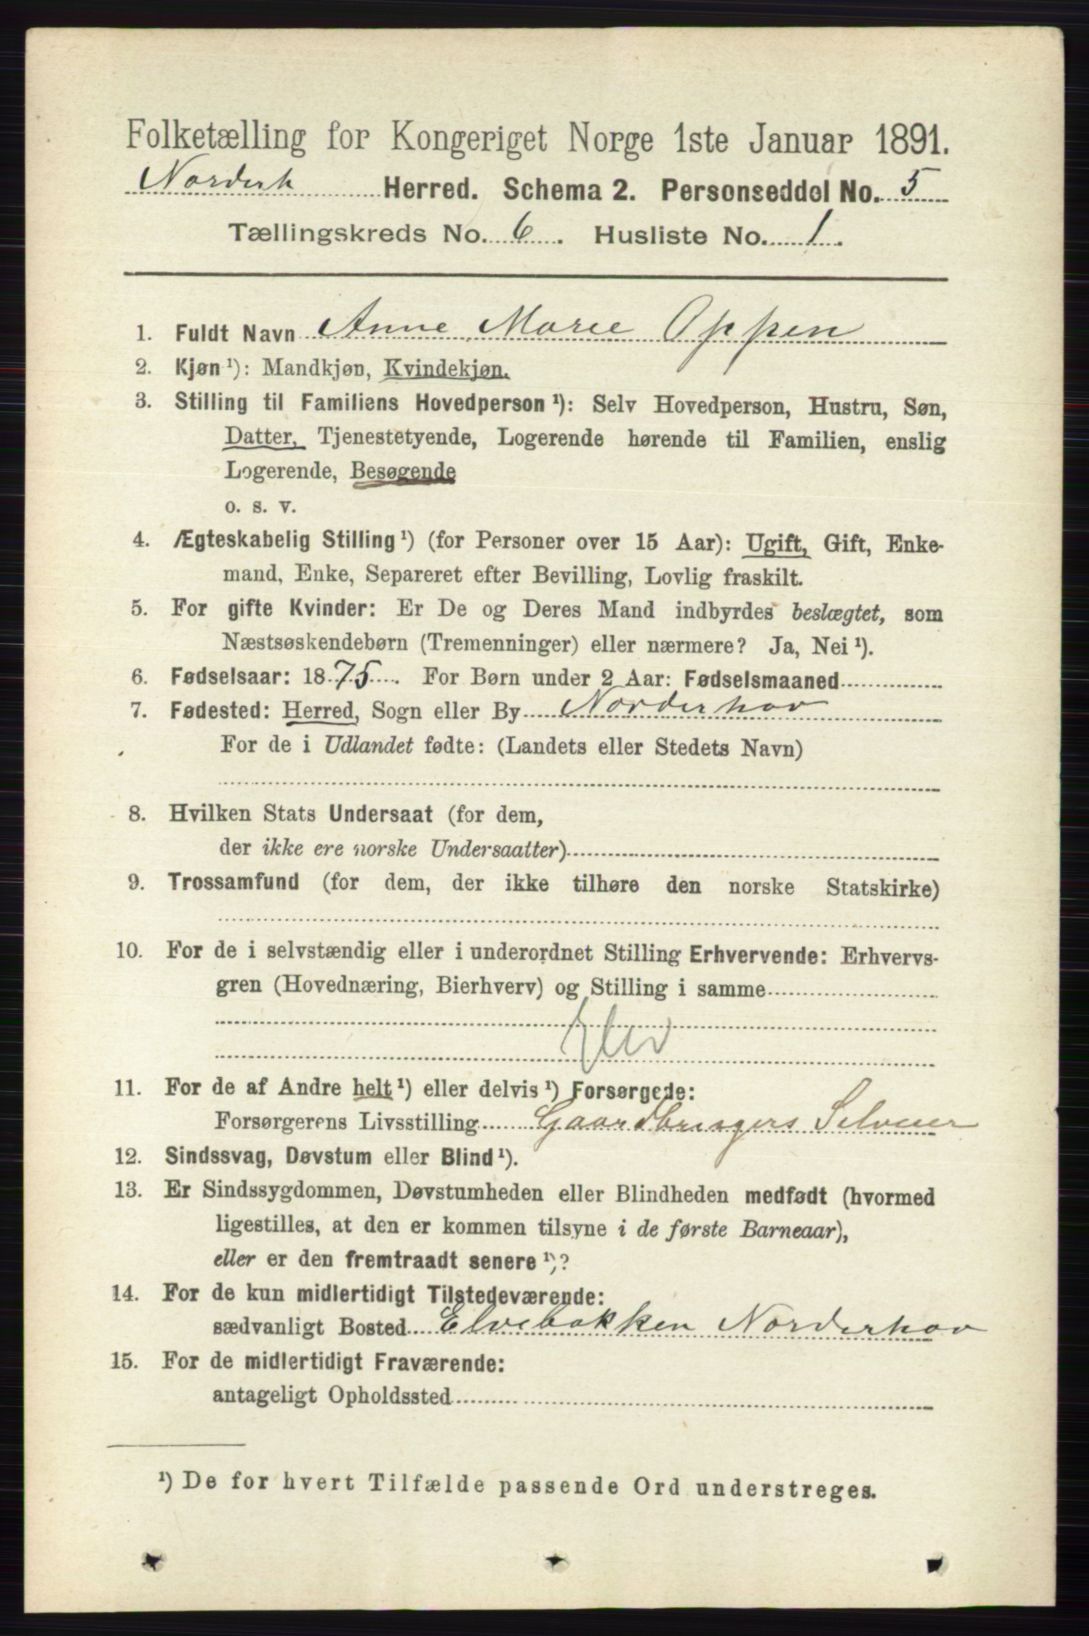 Folketælling for Kongeriget Norge 1ste Januar 1891.
Norderh Herred. Schema 2. Personseddel No. 5
Tællingskreds No. 6. Husliste No. 1.
1. Fuldt Navn Anne Marie Oppen
2. Kjøn ¹): Mandkjøn, Kvindekjøn.
3. Stilling til Familiens Hovedperson ¹): Selv Hovedperson, Hustru, Søn,
Datter, Tjenestetyende, Logerende hørende til Familien, enslig
Logerende, Besøgende
o. s. v.
4. Ægteskabelig Stilling ¹) (for Personer over 15 Aar): Ugift, Gift, Enke-
mand, Enke, Separeret efter Bevilling, Lovlig fraskilt.
5. For gifte Kvinder: Er De og Deres Mand indbyrdes beslægtet, som
Næstsøskendebørn (Tremenninger) eller nærmere? Ja, Nei ¹).
6. Fødselsaar: 1875. For Børn under 2 Aar: Fødselsmaaned
7. Fødested: Herred, Sogn eller By Norderhov
For de i Udlandet fødte: (Landets eller Stedets Navn)
8. Hvilken Stats Undersaat (for dem,
der ikke ere norske Undersaatter)
9. Trossamfund (for dem, der ikke tilhøre den norske Statskirke)
10. For de i selvstændig eller i underordnet Stilling Erhvervende: Erhvervs-
gren (Hovednæring, Bierhverv) og Stilling i samme
Elev
11. For de af Andre helt ¹) eller delvis ¹) Forsørgede:
Forsørgerens Livsstilling Gaardbrugers Selveier
12. Sindssvag, Døvstum eller Blind ¹).
13. Er Sindssygdommen, Døvstumheden eller Blindheden medfødt (hvormed
ligestilles, at den er kommen tilsyne i de første Barneaar),
eller er den fremtraadt senere ¹)?
14. For de kun midlertidigt Tilstedeværende:
sædvanligt Bosted Elvebakken Norderhov
15. For de midlertidigt Fraværende:
antageligt Opholdssted
¹) De for hvert Tilfælde passende Ord understreges.